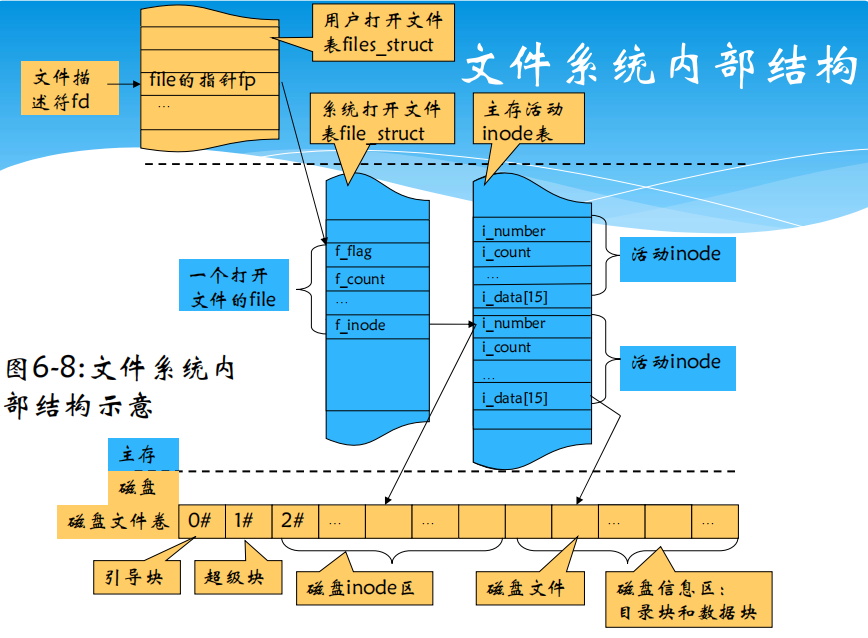 文件系统内部结构
用户打开文件
表files_struct
文件描
述符fd
file的指针fp
...
系统打开文件
表file_struct
主存活动
inode表
f_flag
f_count
...
f_inode
一个打开
文件的file
i_number
i_count
...
i_data[15]
i_number
i_count
...
i_data[15]
活动inode
活动inode
图6-8:文件系统内
部结构示意
主存
磁盘
磁盘文件卷
0#
1#
2#
...
...
...
...
引导块
超级块
磁盘inode区
磁盘文件
磁盘信息区:
目录块和数据块